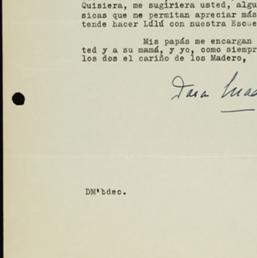 Quisiera, me sugiriera usted, algu
sicas que me permitan apreciar más
tende hacer Lulú con nuestra Escue
Mis papás me encargan
ted y a su mamá, y yo, como siempr
los dos el cariño de los Madero,
DM'bdec.